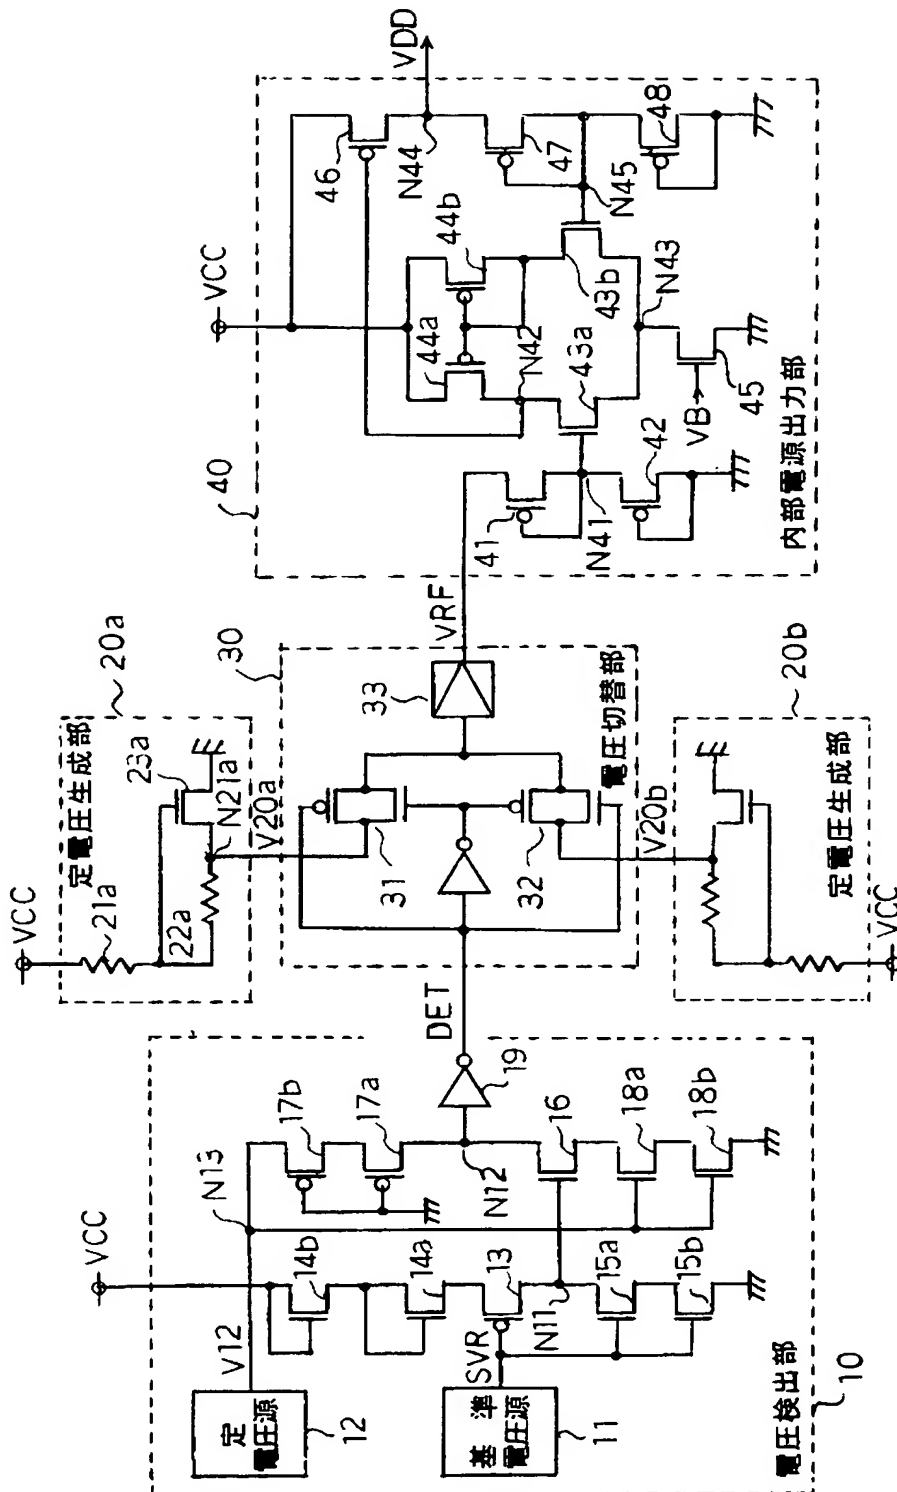 VCC
V12
N13
14b
14a
13
SVR
N11
15a
15b
定
電圧源
12
基準
電圧源
11
17b
17a
N12
16
18a
18b
19
電圧検出部
10
DET
VCC
21a
22a
定電圧生成部
23a
N21a
20a
V20a
30
31
32
33
電圧切替部
V20b
20b
定電圧生成部
VCC
VRF
40
VCC
44a
44b
N42
43a
43b
N43
VB
45
41
N41
42
46
N44
VDD
47
N45
48
内部電源出力部